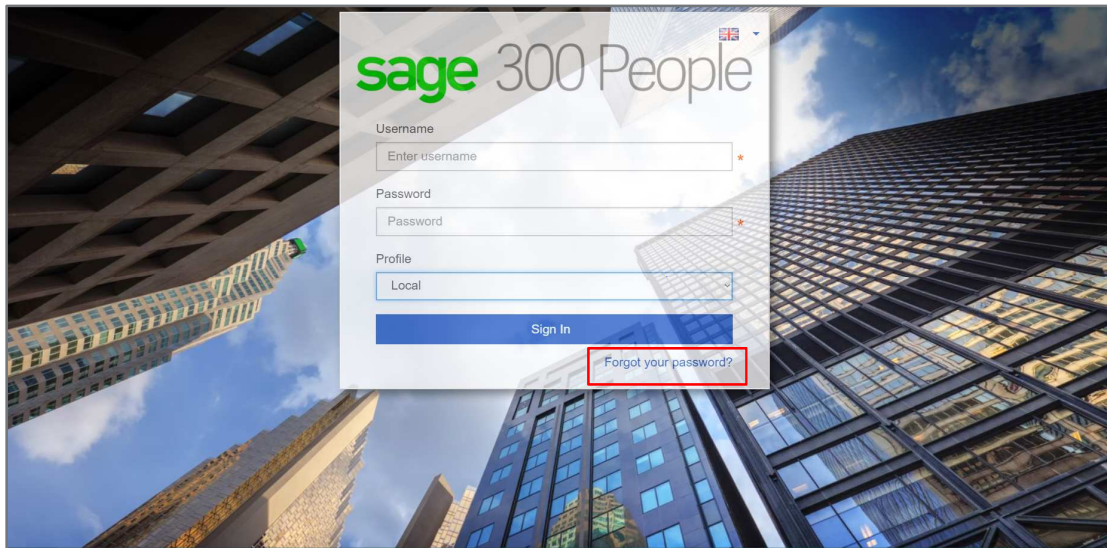 sage 300 People
Username
Enter username
*
Password
Password
*
Profile
Local
Sign In
Forgot your password?